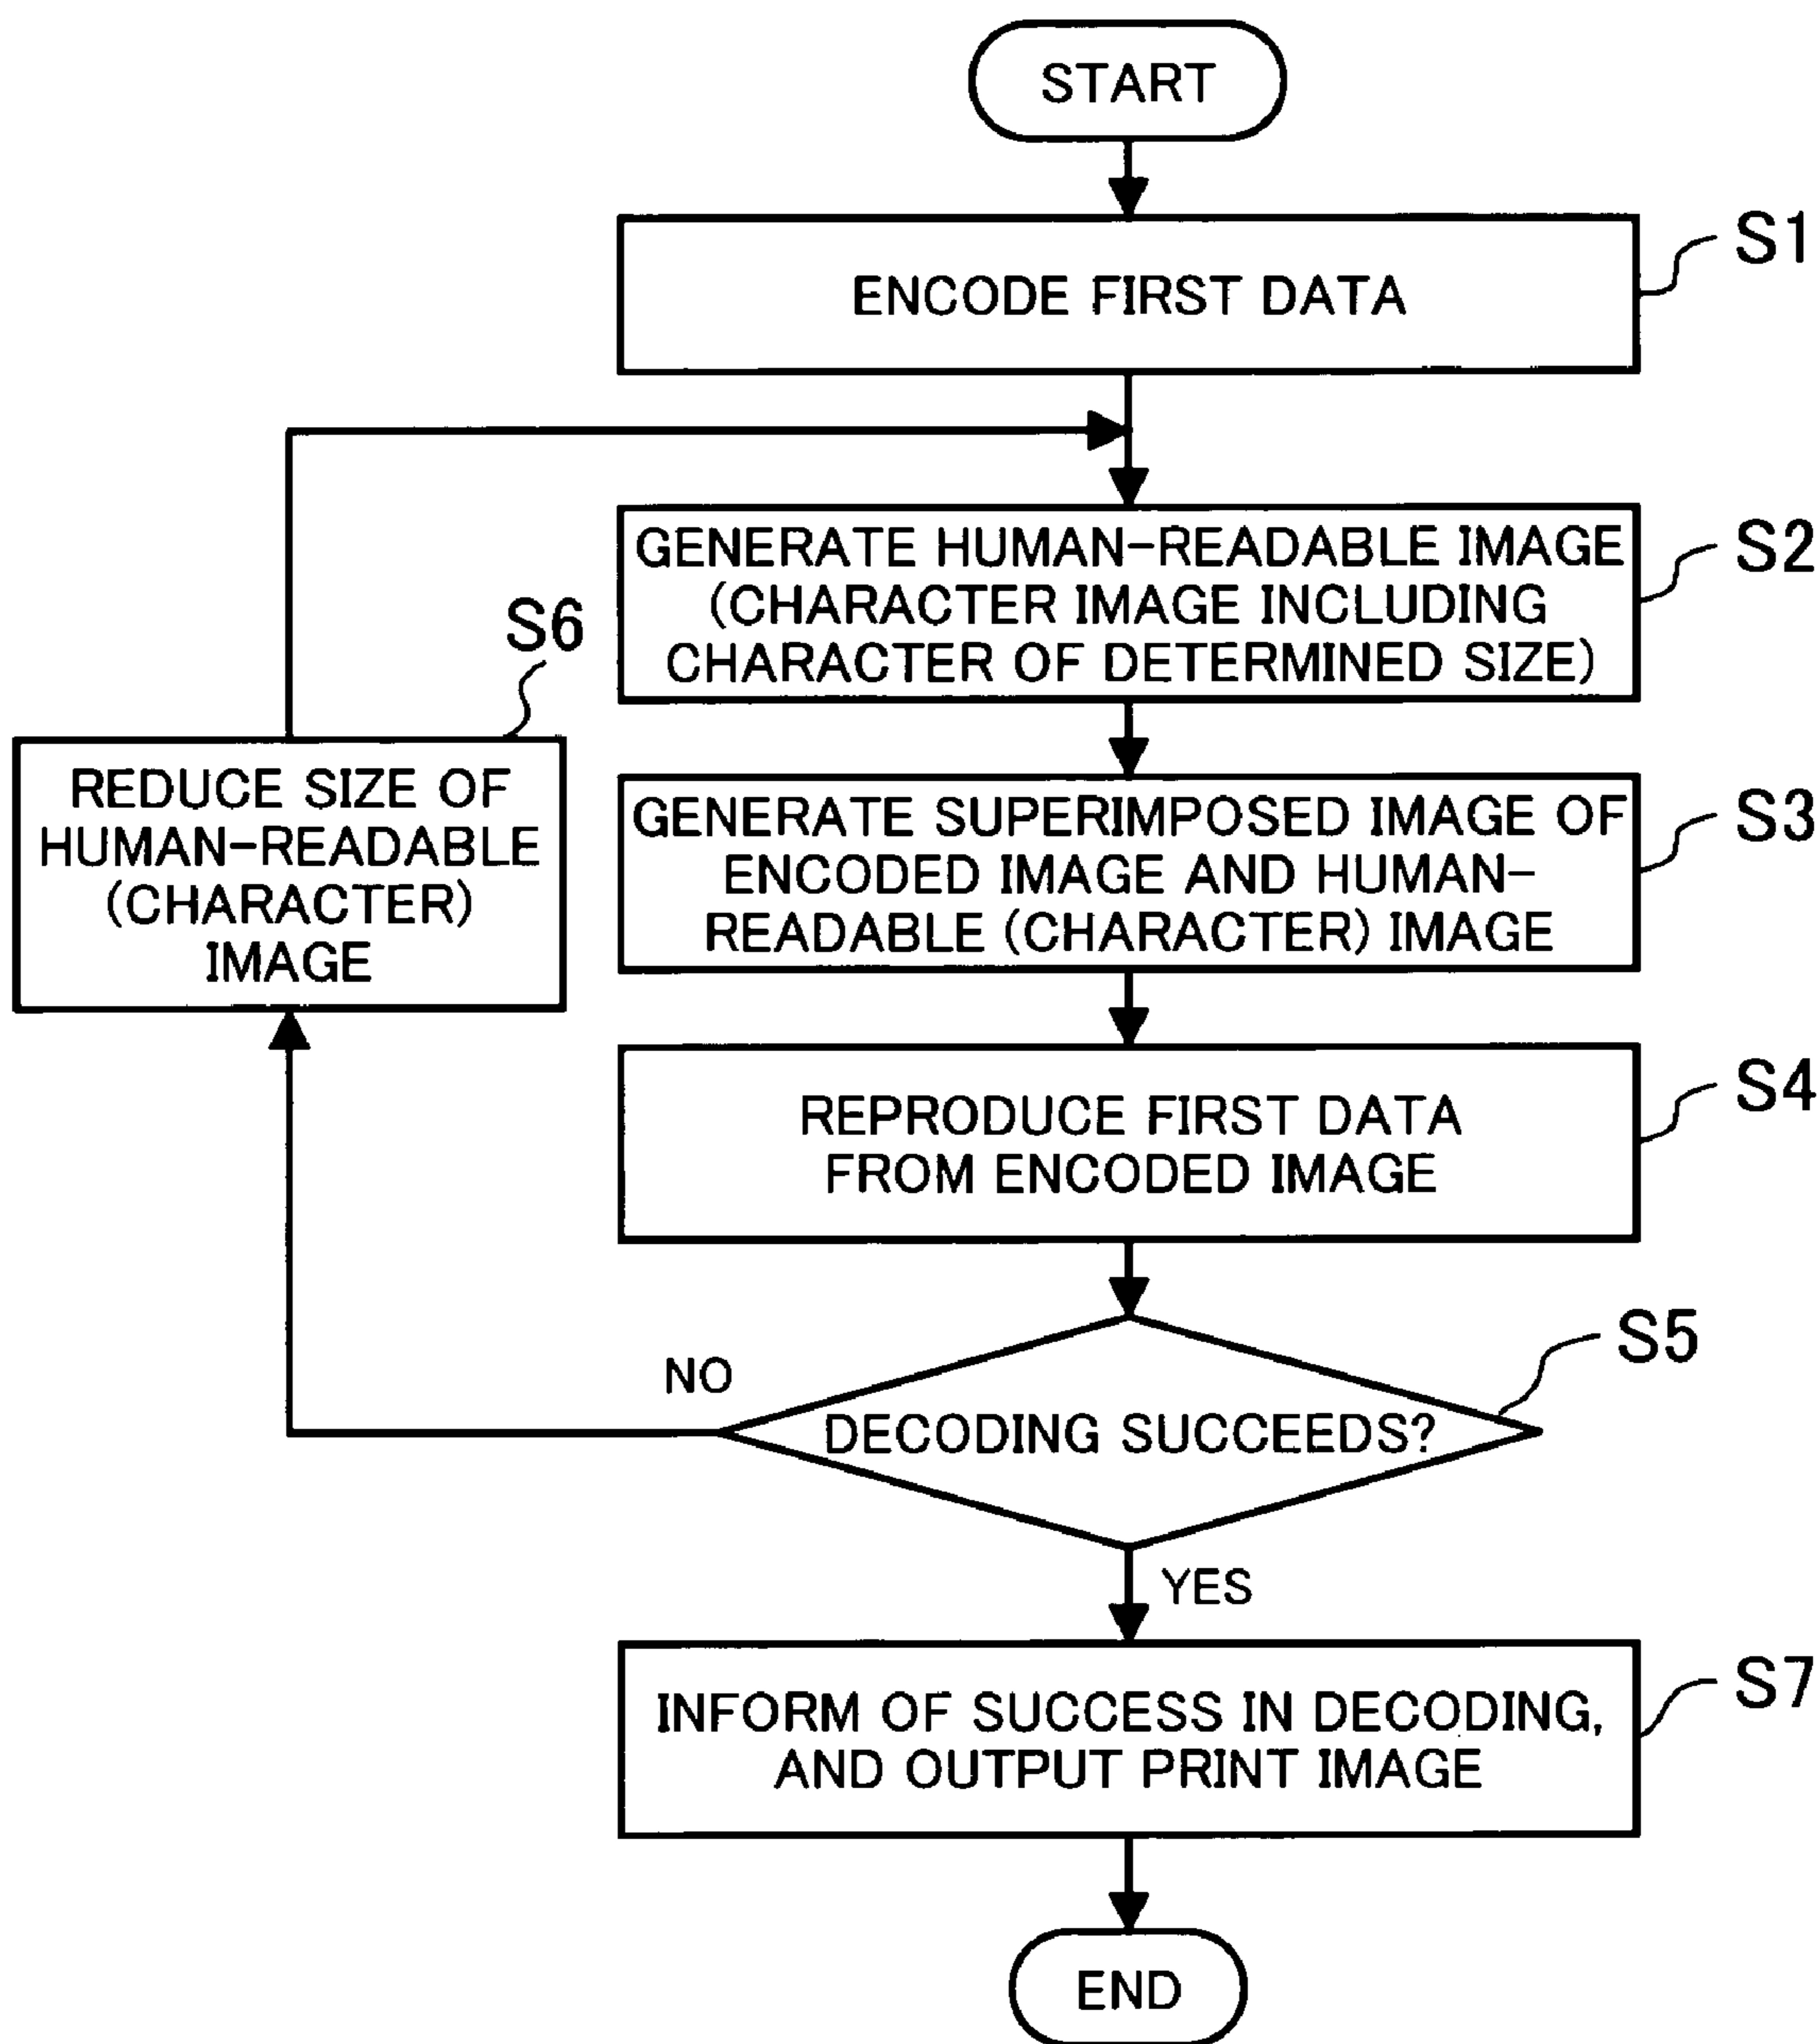 START
S1
ENCODE FIRST DATA
S2
GENERATE HUMAN-READABLE IMAGE
(CHARACTER IMAGE INCLUDING
CHARACTER OF DETERMINED SIZE)
S6
REDUCE SIZE OF
HUMAN-READABLE
(CHARACTER)
IMAGE
S3
GENERATE SUPERIMPOSED IMAGE OF
ENCODED IMAGE AND HUMAN-
READABLE (CHARACTER) IMAGE
S4
REPRODUCE FIRST DATA
FROM ENCODED IMAGE
S5
NO
DECODING SUCCEEDS?
YES
S7
INFORM OF SUCCESS IN DECODING,
AND OUTPUT PRINT IMAGE
END